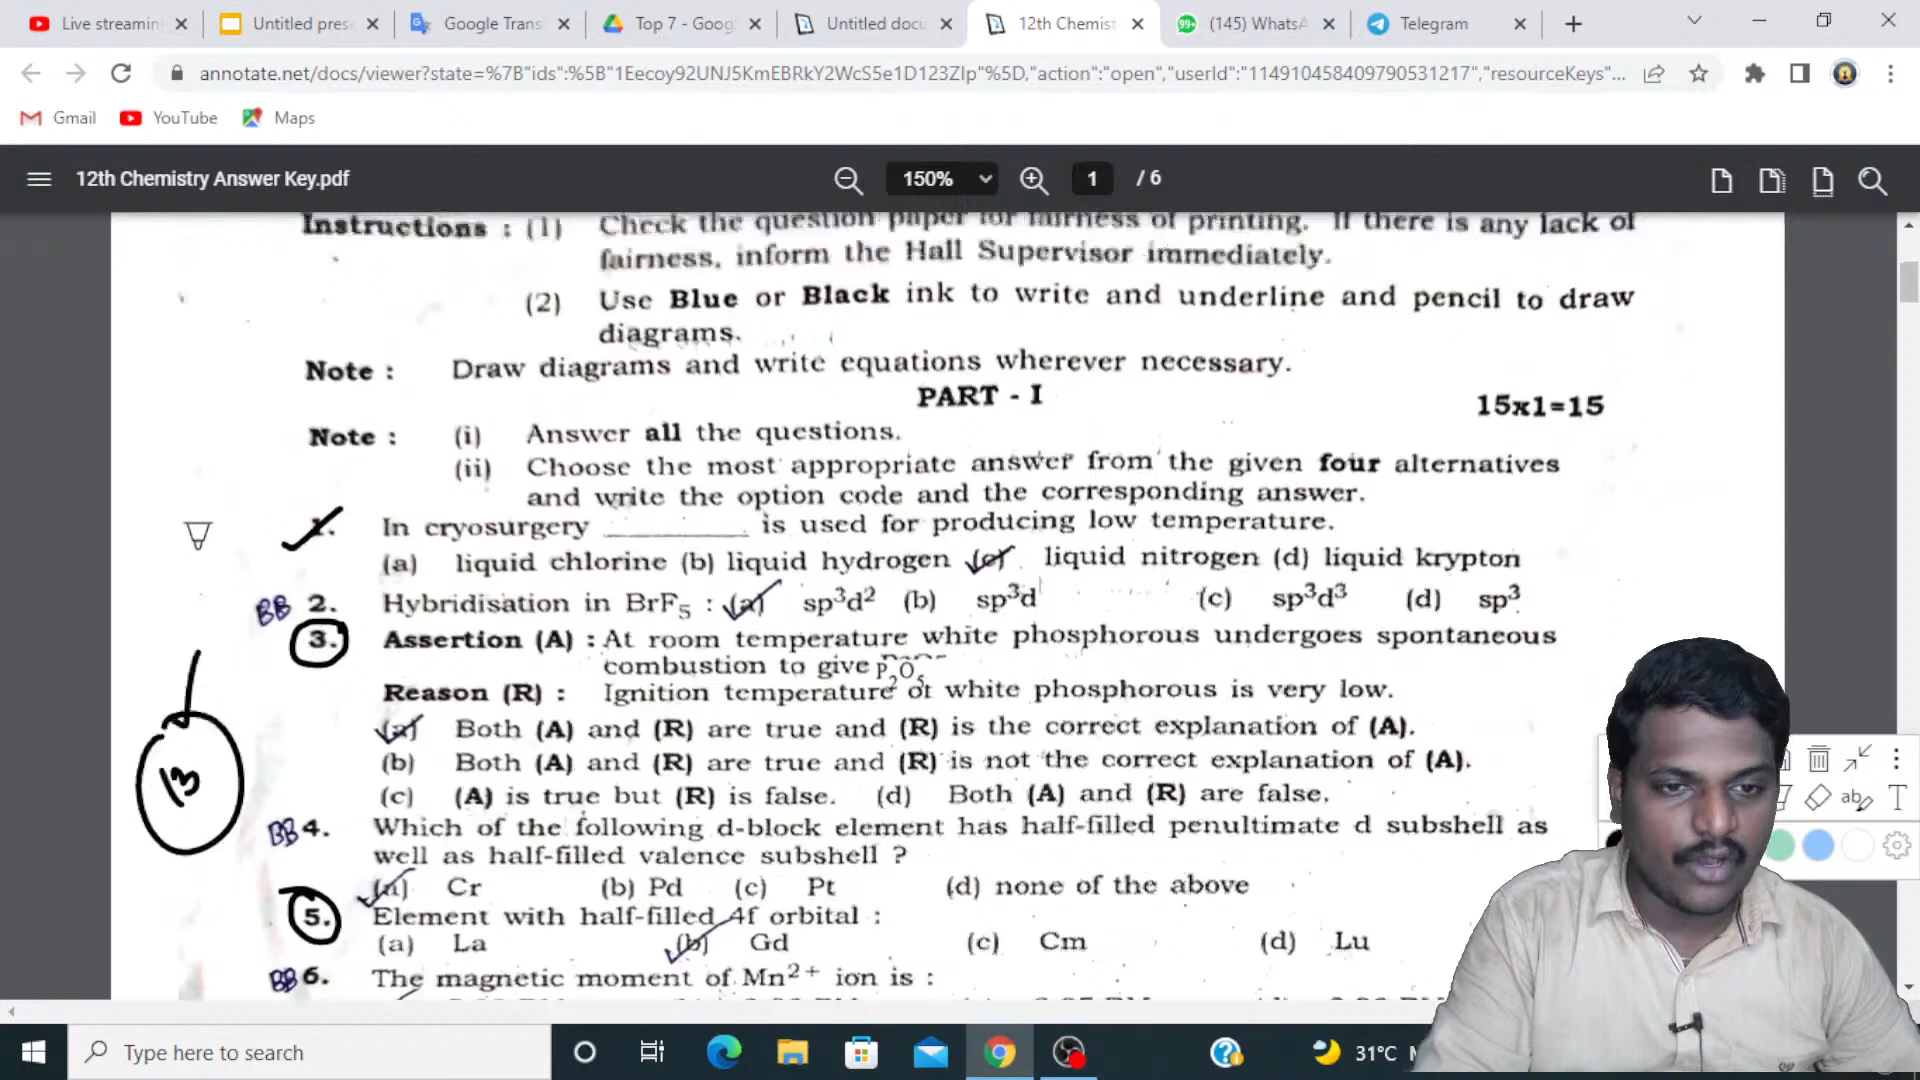 Live streamin
Untitled pres
Google Trans
Top 7 - Goog
Untitled docu
12th Chemist
(145) WhatsA
Telegram
annotate.net/docs/viewer?state=%7B"ids":%5B"1Eecoy92UNJ5KmEBRkY2WcS5e1D123ZIp"%5D,"action":"open","userId":"114910458409790531217","resourceKeys"...
Gmail
YouTube
Maps
12th Chemistry Answer Key.pdf
150%
1
/ 6
Instructions : (1) Check the question paper for fairness of printing. If there is any lack of
fairness, inform the Hall Supervisor immediately.
(2) Use Blue or Black ink to write and underline and pencil to draw
diagrams.
Note : Draw diagrams and write equations wherever necessary.
PART - I
15x1=15
Note : (i) Answer all the questions.
(ii) Choose the most appropriate answer from the given four alternatives
and write the option code and the corresponding answer.
1. In cryosurgery __________ is used for producing low temperature.
(a) liquid chlorine (b) liquid hydrogen (c) liquid nitrogen (d) liquid krypton
BB 2. Hybridisation in BrF₅ : (a) sp³d² (b) sp³d (c) sp³d³ (d) sp³
3. Assertion (A) : At room temperature white phosphorous undergoes spontaneous
combustion to give P₂O₅
Reason (R) : Ignition temperature of white phosphorous is very low.
(a) Both (A) and (R) are true and (R) is the correct explanation of (A).
(b) Both (A) and (R) are true and (R) is not the correct explanation of (A).
(c) (A) is true but (R) is false. (d) Both (A) and (R) are false.
13
BB 4. Which of the following d-block element has half-filled penultimate d subshell as
well as half-filled valence subshell ?
(a) Cr (b) Pd (c) Pt (d) none of the above
5. Element with half-filled 4f orbital :
(a) La (b) Gd (c) Cm (d) Lu
BB 6. The magnetic moment of Mn²⁺ ion is :
Type here to search
31°C